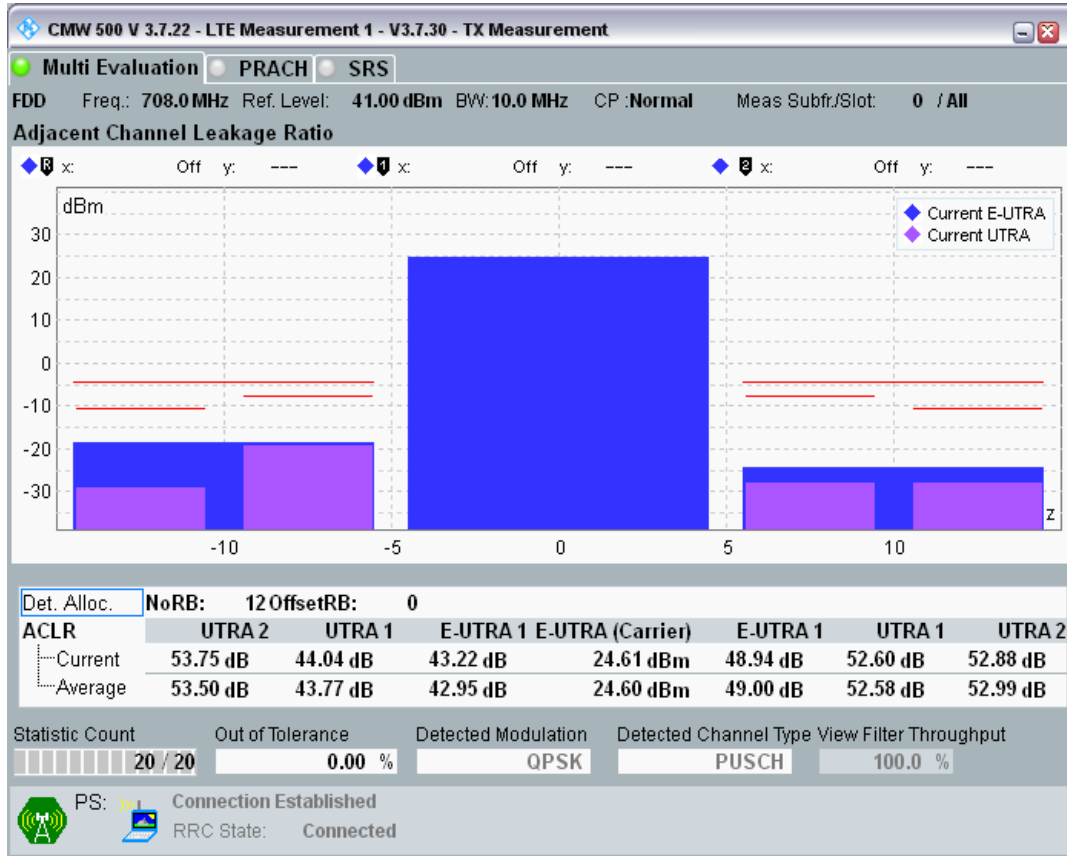 CMW 500 V 3.7.22 - LTE Measurement 1 - V3.7.30 - TX Measurement
Multi Evaluation PRACH SRS
FDD Freq.: 708.0 MHz Ref. Level: 41.00 dBm BW: 10.0 MHz CP :Normal Meas Subfr./Slot: 0 / All
Adjacent Channel Leakage Ratio
R x: Off y: --- 1 x: Off y: --- 2 x: Off y: ---
dBm
Current E-UTRA
Current UTRA
30
20
10
0
-10
-20
-30
z
-10 -5 0 5 10
Det. Alloc. NoRB: 12 OffsetRB: 0
ACLR UTRA 2 UTRA 1 E-UTRA 1 E-UTRA (Carrier) E-UTRA 1 UTRA 1 UTRA 2
Current 53.75 dB 44.04 dB 43.22 dB 24.61 dBm 48.94 dB 52.60 dB 52.88 dB
Average 53.50 dB 43.77 dB 42.95 dB 24.60 dBm 49.00 dB 52.58 dB 52.99 dB
Statistic Count Out of Tolerance Detected Modulation Detected Channel Type View Filter Throughput
20 / 20 0.00 % QPSK PUSCH 100.0 %
PS: Connection Established
RRC State: Connected